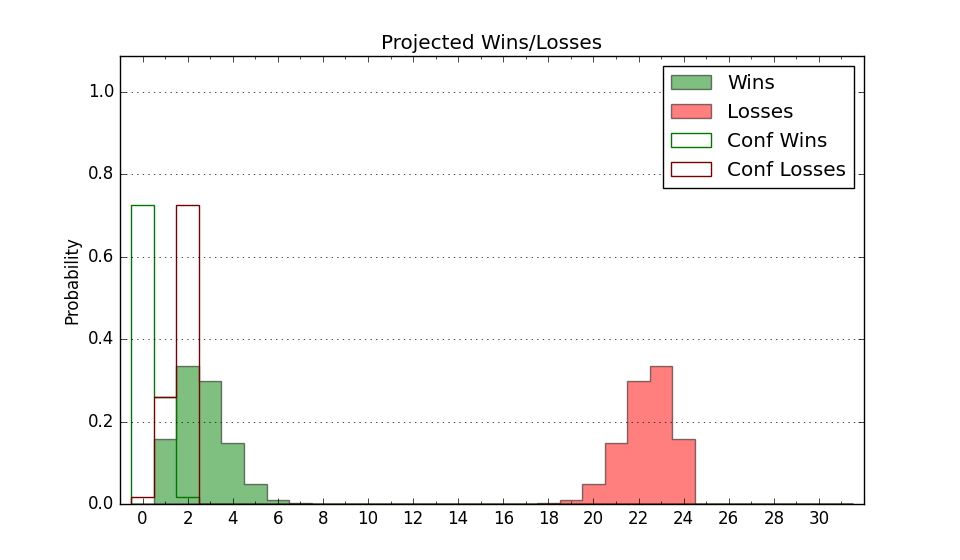 Projected Wins/Losses
Probability
1.0
0.8
0.6
0.4
0.2
0.0
Wins
Losses
Conf Wins
Conf Losses
0 2 4 6 8 10 12 14 16 18 20 22 24 26 28 30